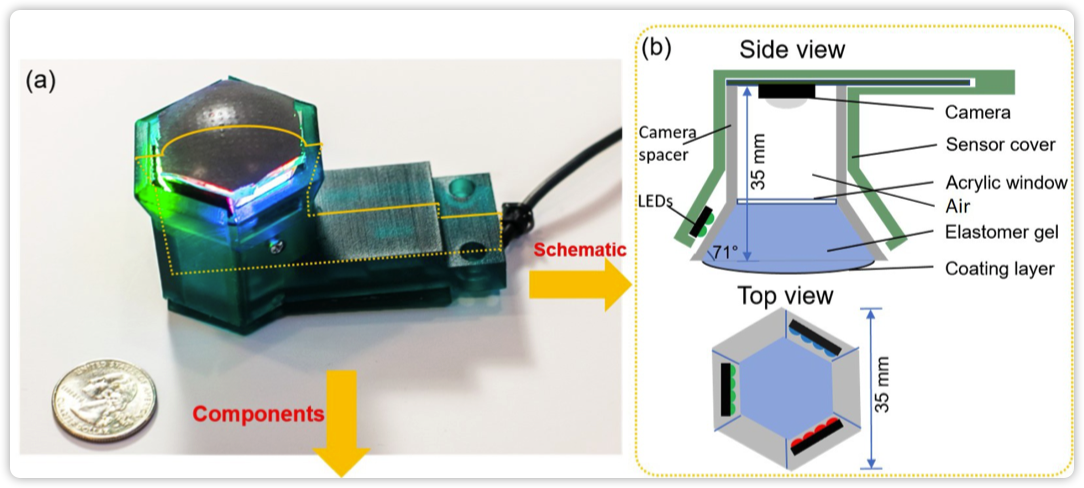 (a)
Schematic
Components
(b)
Side view
Camera
Sensor cover
Acrylic window
Air
Elastomer gel
Coating layer
Camera
spacer
LEDs
35 mm
71°
Top view
35 mm